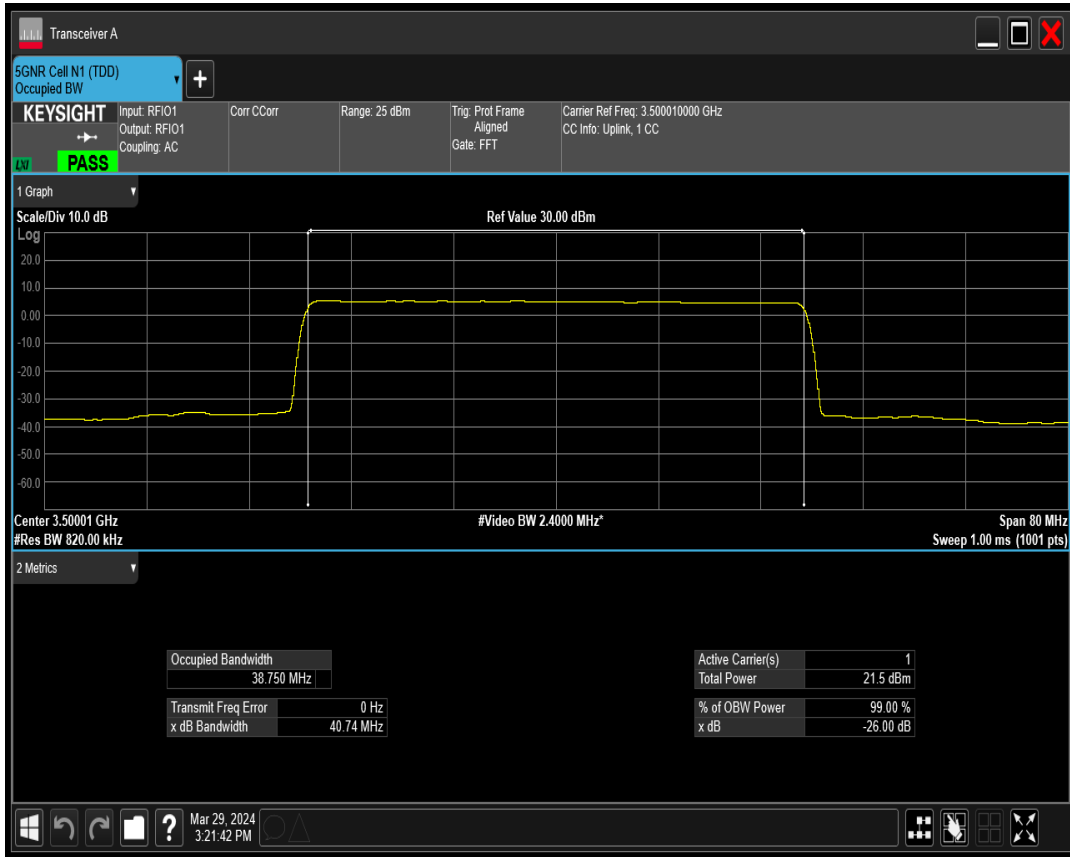 Transceiver A
5GNR Cell N1 (TDD)
Occupied BW
+
KEYSIGHT
LXI
PASS
Input: RFIO1
Output: RFIO1
Coupling: AC
Corr CCorr
Range: 25 dBm
Trig: Prot Frame
Aligned
Gate: FFT
Carrier Ref Freq: 3.500010000 GHz
CC Info: Uplink, 1 CC
1 Graph
Scale/Div 10.0 dB
Ref Value 30.00 dBm
Log
20.0
10.0
0.00
-10.0
-20.0
-30.0
-40.0
-50.0
-60.0
Center 3.50001 GHz
#Video BW 2.4000 MHz*
Span 80 MHz
#Res BW 820.00 kHz
Sweep 1.00 ms (1001 pts)
2 Metrics
Occupied Bandwidth
38.750 MHz
Transmit Freq Error 0 Hz
x dB Bandwidth 40.74 MHz
Active Carrier(s) 1
Total Power 21.5 dBm
% of OBW Power 99.00 %
x dB -26.00 dB
?
Mar 29, 2024
3:21:42 PM